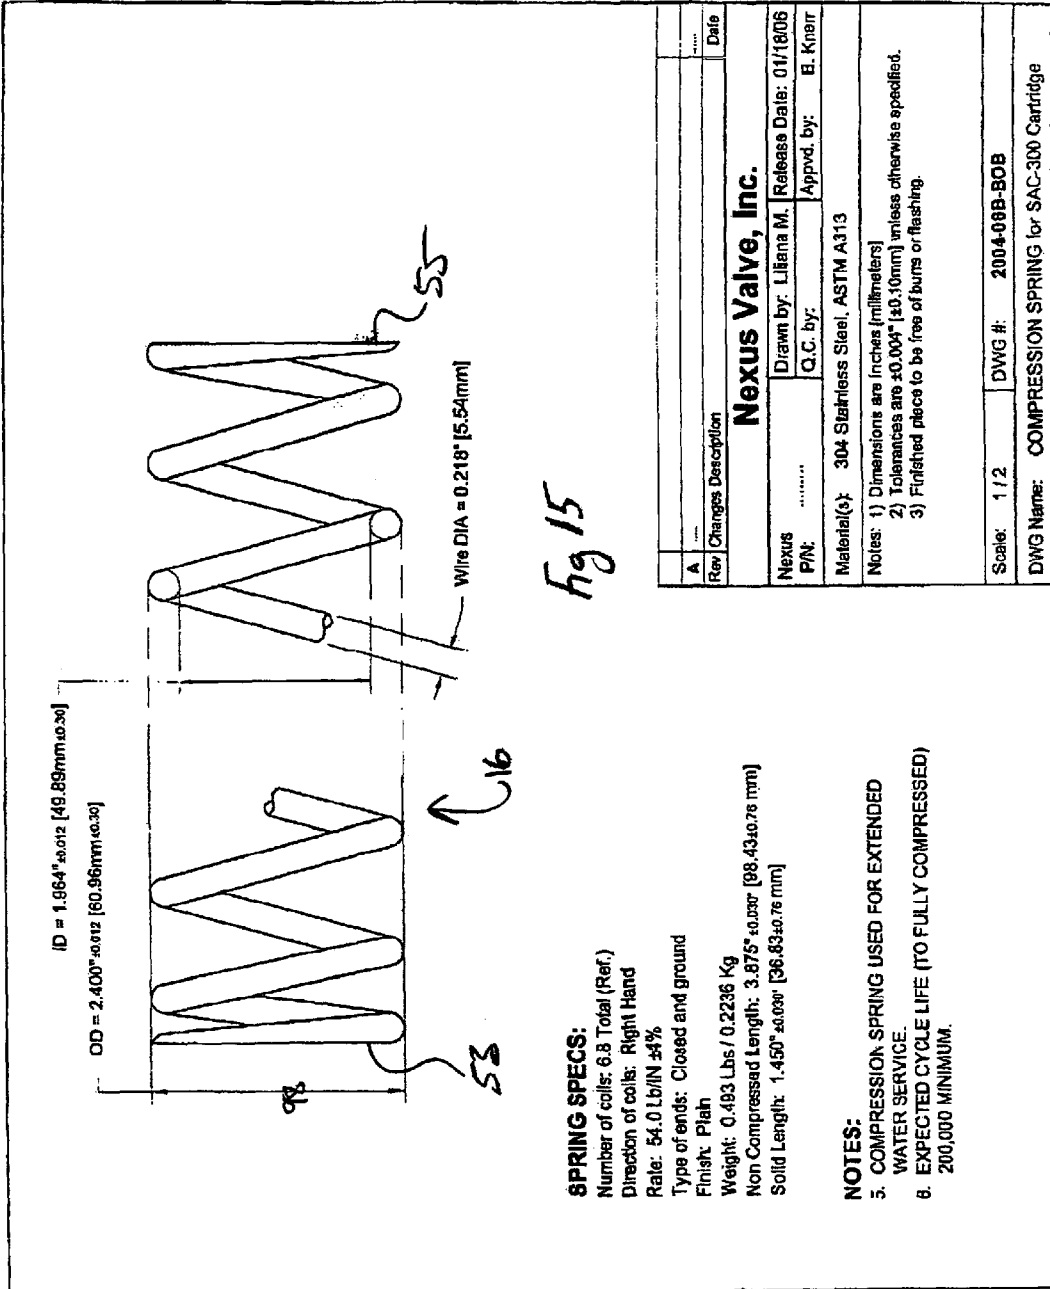 ID = 1.964"±0.012 [49.89mm±0.30]
OD = 2.400"±0.012 [60.96mm±0.30]
98
53
16
55
Wire DIA = 0.218" [5.54mm]
Fig 15
SPRING SPECS:
Number of coils: 6.8 Total (Ref.)
Direction of coils: Right Hand
Rate: 54.0 Lb/IN ±4%
Type of ends: Closed and ground
Finish: Plain
Weight: 0.493 Lbs / 0.2236 Kg
Non Compressed Length: 3.875" ±0.030" [98.43±0.76 mm]
Solid Length: 1.450" ±0.030" [36.83±0.76 mm]
NOTES:
5. COMPRESSION SPRING USED FOR EXTENDED
WATER SERVICE.
6. EXPECTED CYCLE LIFE (TO FULLY COMPRESSED)
200,000 MINIMUM.
A ..... .....
Rev Changes Description Date
Nexus Valve, Inc.
Nexus P/N: ......... Drawn by: Liliana M. Release Date: 01/18/06
Q.C. by: Appvd. by: B. Knerr
Material(s): 304 Stainless Steel, ASTM A313
Notes: 1) Dimensions are Inches [millimeters]
2) Tolerances are ±0.004" [±0.10mm] unless otherwise specified.
3) Finished piece to be free of burrs or flashing.
Scale: 1 / 2 DWG #: 2004-06B-BOB
DWG Name: COMPRESSION SPRING for SAC-300 Cartridge